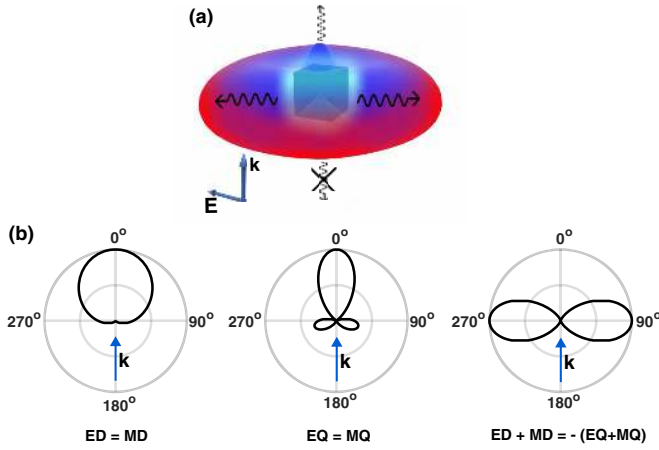 (a)
k
E
(b)
0°
0°
0°
270°
90°
270°
90°
270°
90°
k
k
k
180°
180°
180°
ED = MD
EQ = MQ
ED + MD = - (EQ+MQ)